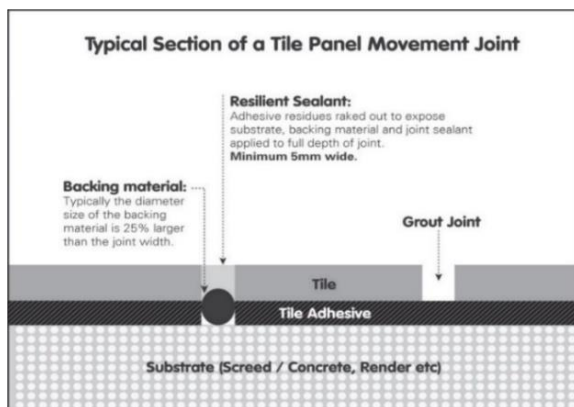 Typical Section of a Tile Panel Movement Joint
Resilient Sealant:
Adhesive residues raked out to expose
substrate, backing material and joint sealant
applied to full depth of joint.
Minimum 5mm wide.
Backing material:
Typically the diameter
size of the backing
material is 25% larger
than the joint width.
Grout Joint
Tile
Tile Adhesive
Substrate (Screed / Concrete, Render etc)